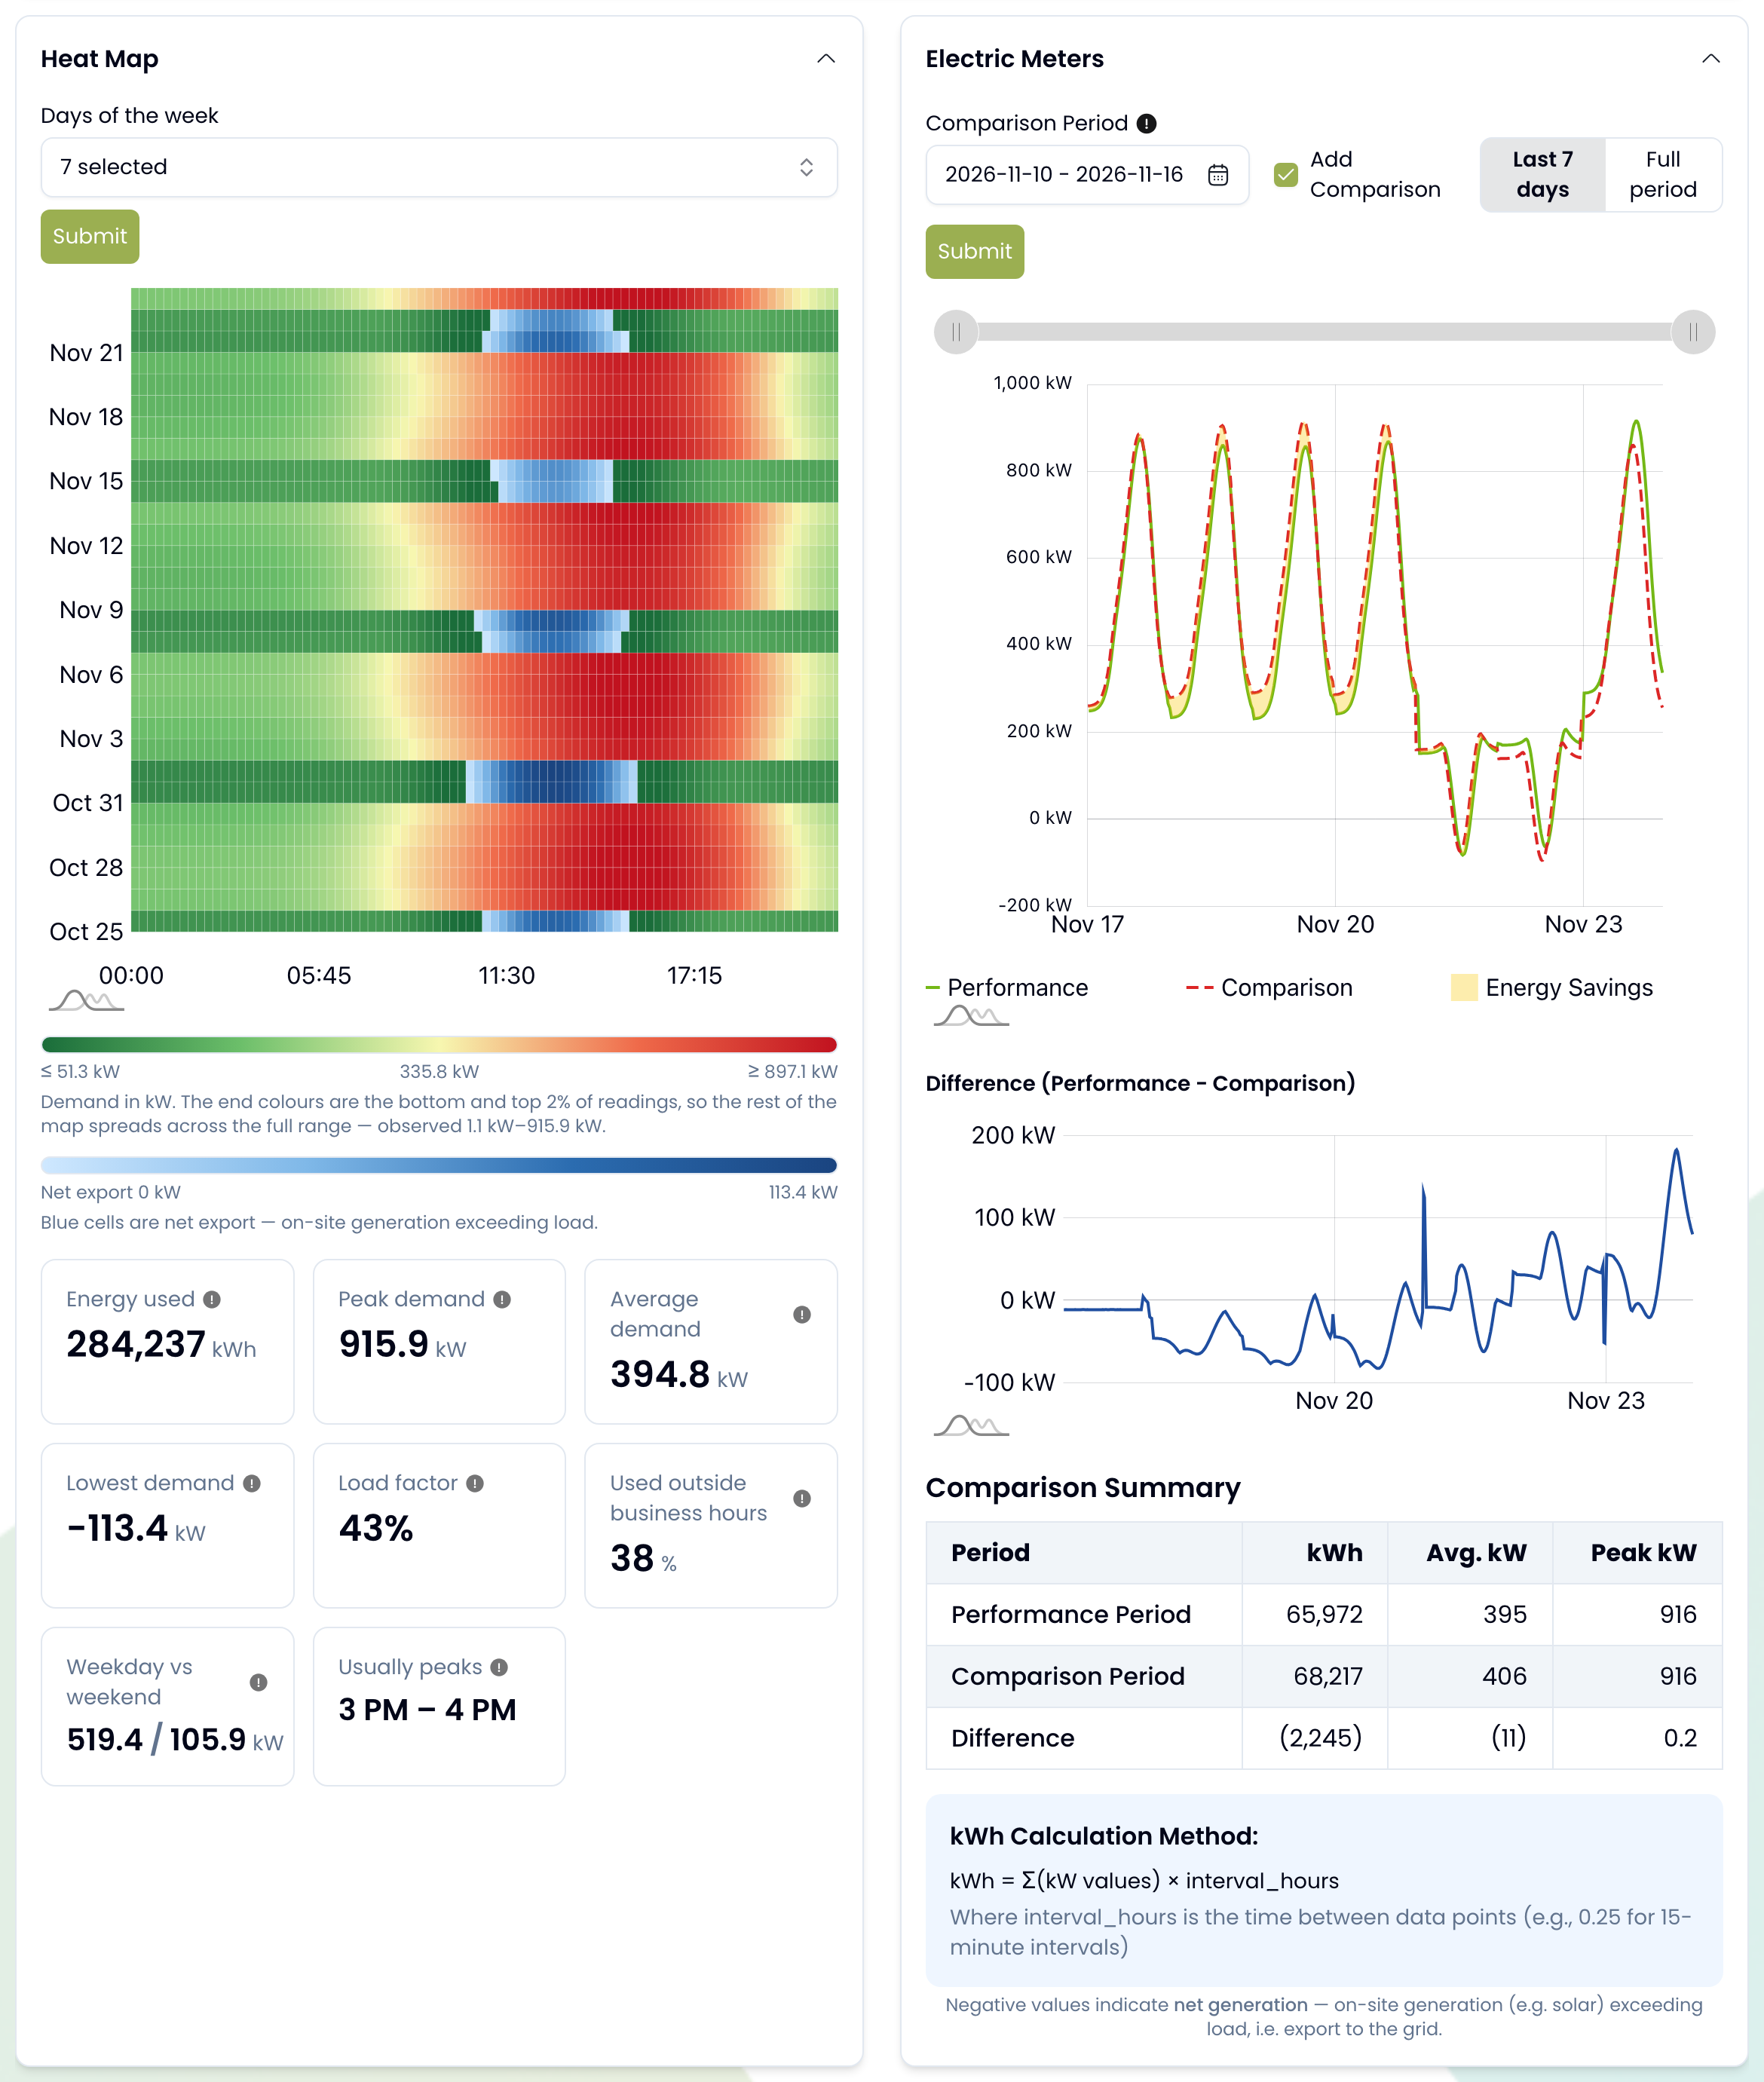 Heat Map
Days of the week
7 selected
Submit
Nov 21
Nov 18
Nov 15
Nov 12
Nov 9
Nov 6
Nov 3
Oct 31
Oct 28
Oct 25
00:00 05:45 11:30 17:15
≤ 51.3 kW 335.8 kW ≥ 897.1 kW
Demand in kW. The end colours are the bottom and top 2% of readings, so the rest of the
map spreads across the full range — observed 1.1 kW–915.9 kW.
Net export 0 kW 113.4 kW
Blue cells are net export — on-site generation exceeding load.
Energy used
284,237 kWh
Peak demand
915.9 kW
Average
demand
394.8 kW
Lowest demand
-113.4 kW
Load factor
43%
Used outside
business hours
38 %
Weekday vs
weekend
519.4 / 105.9 kW
Usually peaks
3 PM – 4 PM
Electric Meters
Comparison Period
2026-11-10 - 2026-11-16
Add
Comparison
Last 7
days
Full
period
Submit
1,000 kW
800 kW
600 kW
400 kW
200 kW
0 kW
-200 kW
Nov 17 Nov 20 Nov 23
Performance Comparison Energy Savings
Difference (Performance - Comparison)
200 kW
100 kW
0 kW
-100 kW
Nov 20 Nov 23
Comparison Summary
Period kWh Avg. kW Peak kW
Performance Period 65,972 395 916
Comparison Period 68,217 406 916
Difference (2,245) (11) 0.2
kWh Calculation Method:
kWh = Σ(kW values) × interval_hours
Where interval_hours is the time between data points (e.g., 0.25 for 15-
minute intervals)
Negative values indicate net generation — on-site generation (e.g. solar) exceeding
load, i.e. export to the grid.